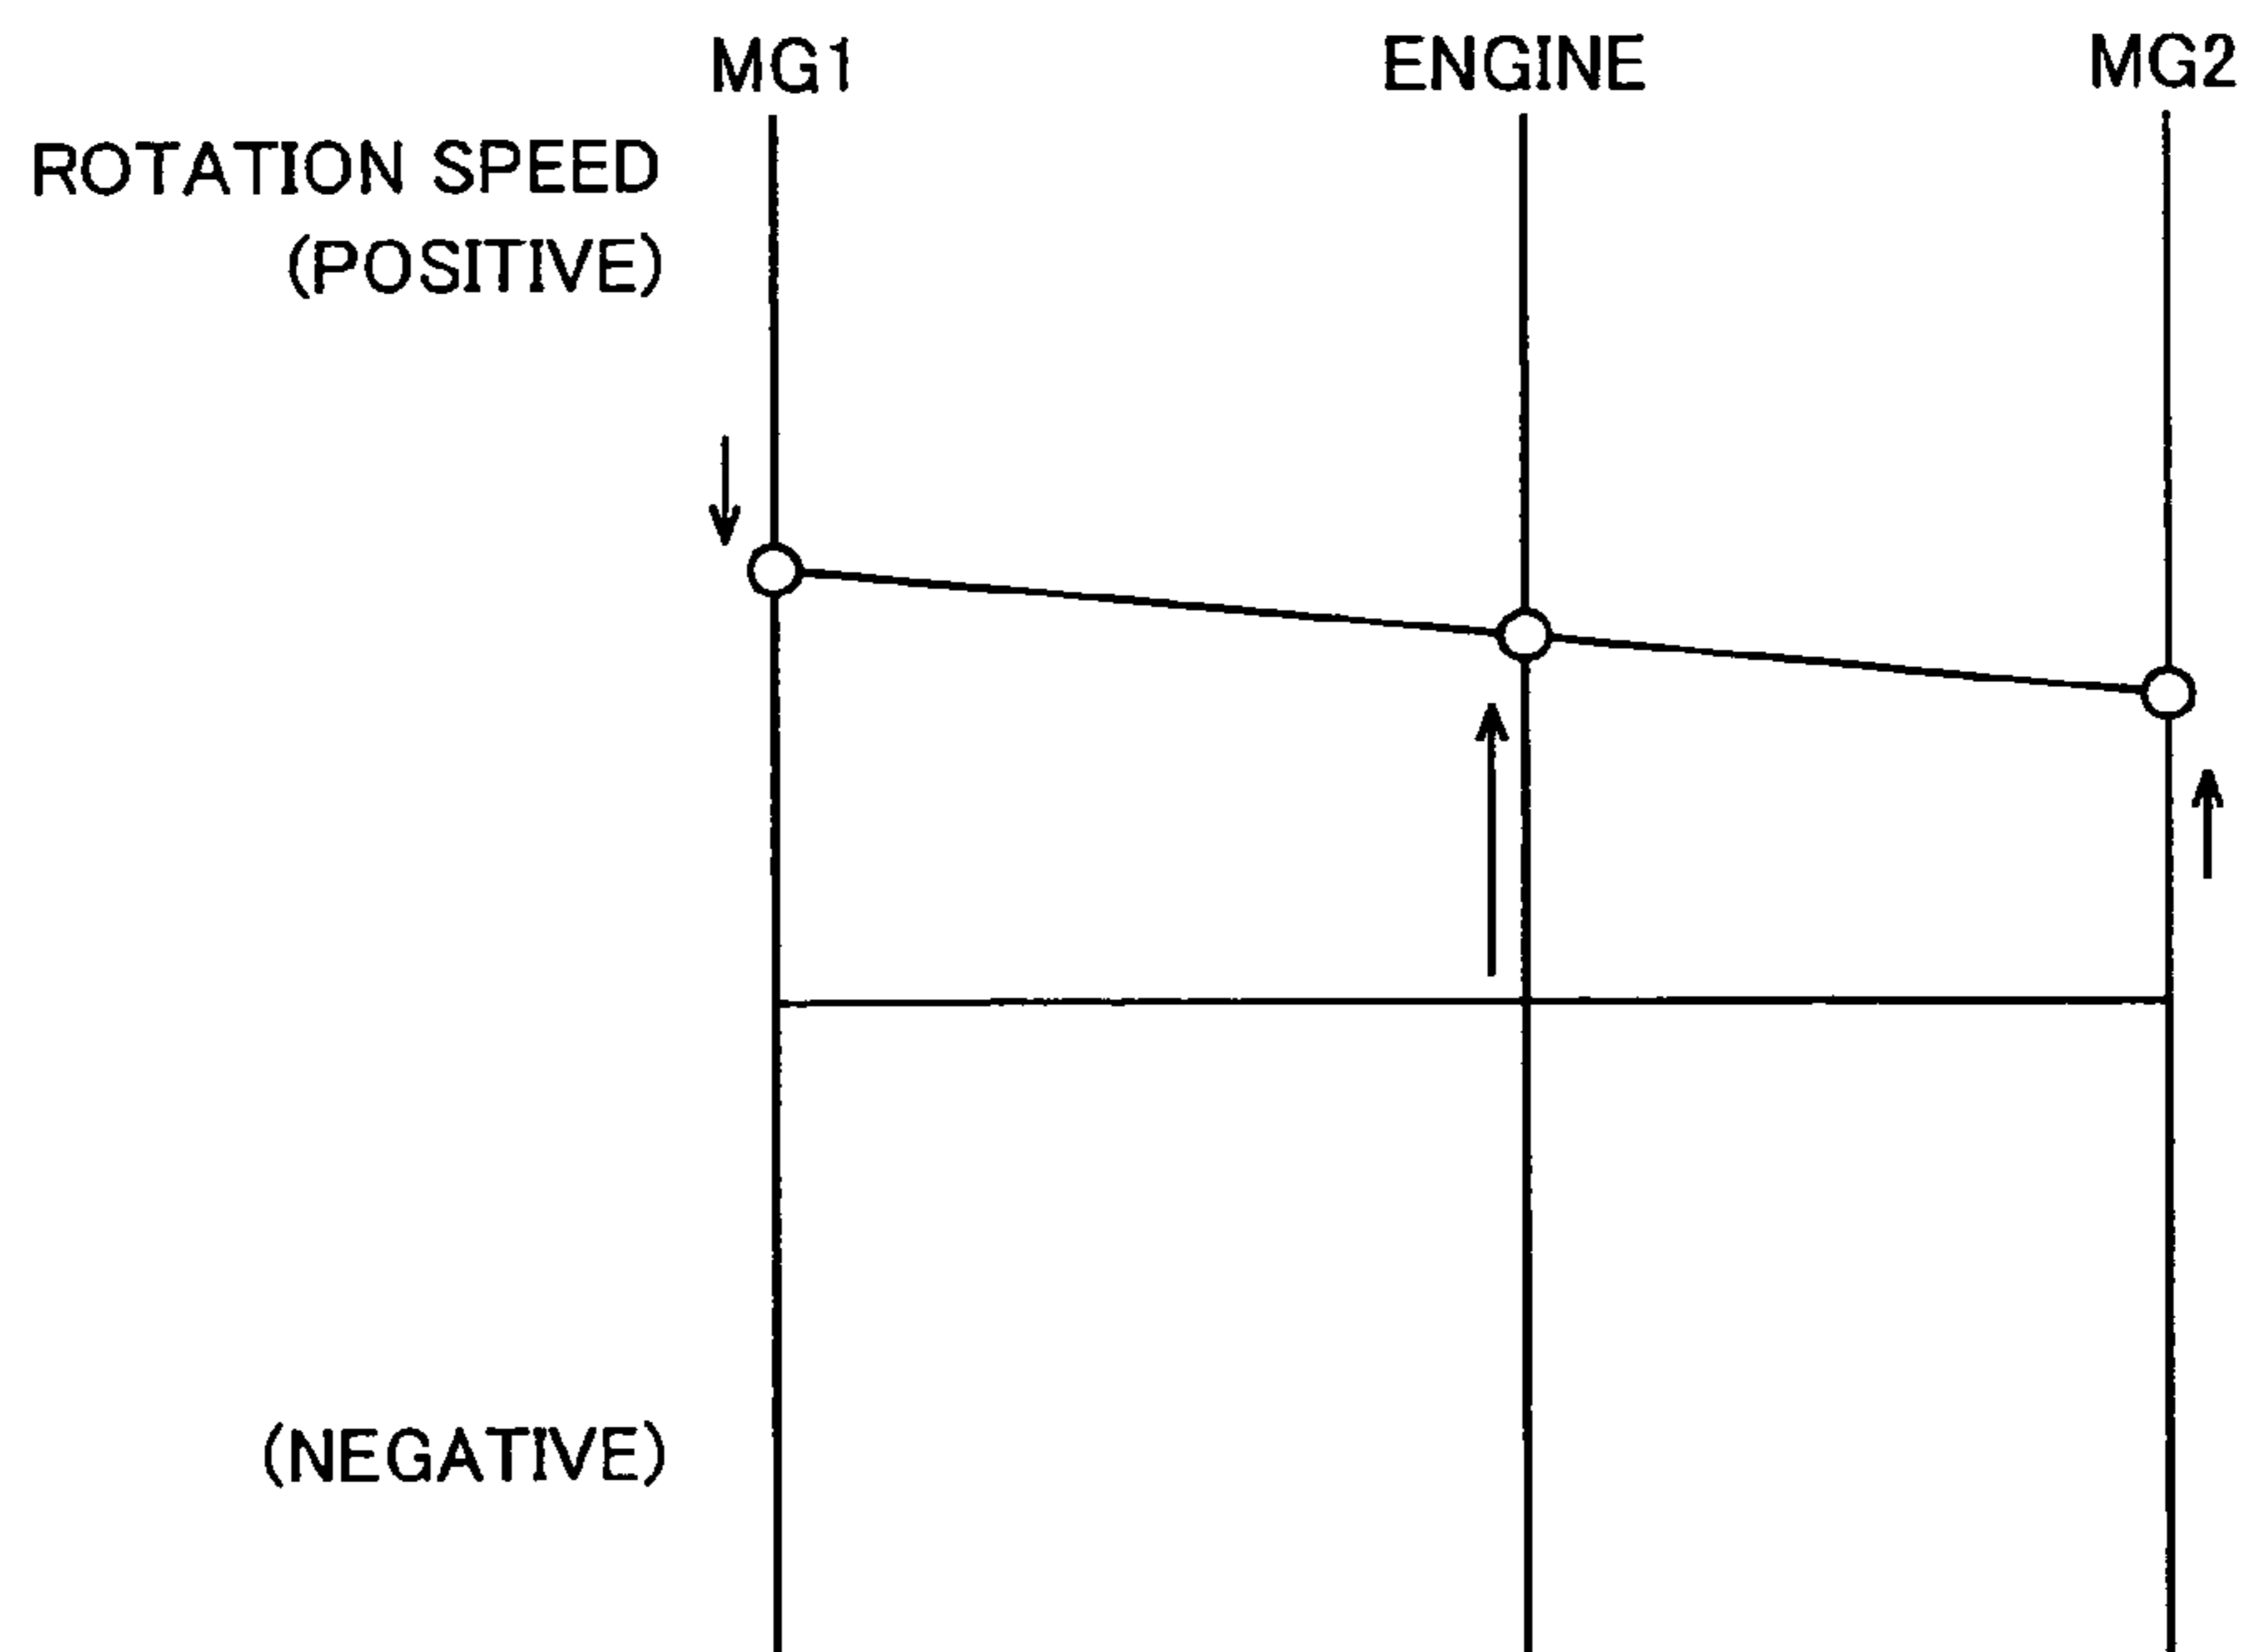 MG1 ENGINE MG2
ROTATION SPEED
(POSITIVE)
(NEGATIVE)